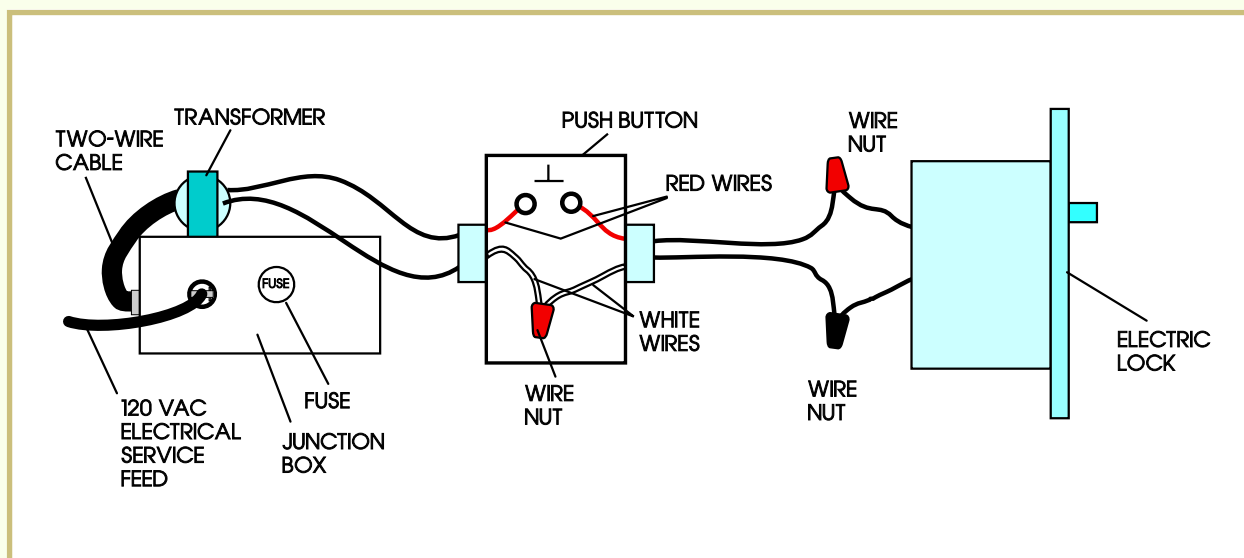 TRANSFORMER
TWO-WIRE
CABLE
PUSH BUTTON
WIRE
NUT
RED WIRES
FUSE
WHITE
WIRES
ELECTRIC
LOCK
WIRE
NUT
WIRE
NUT
FUSE
120 VAC
ELECTRICAL
SERVICE
FEED
JUNCTION
BOX